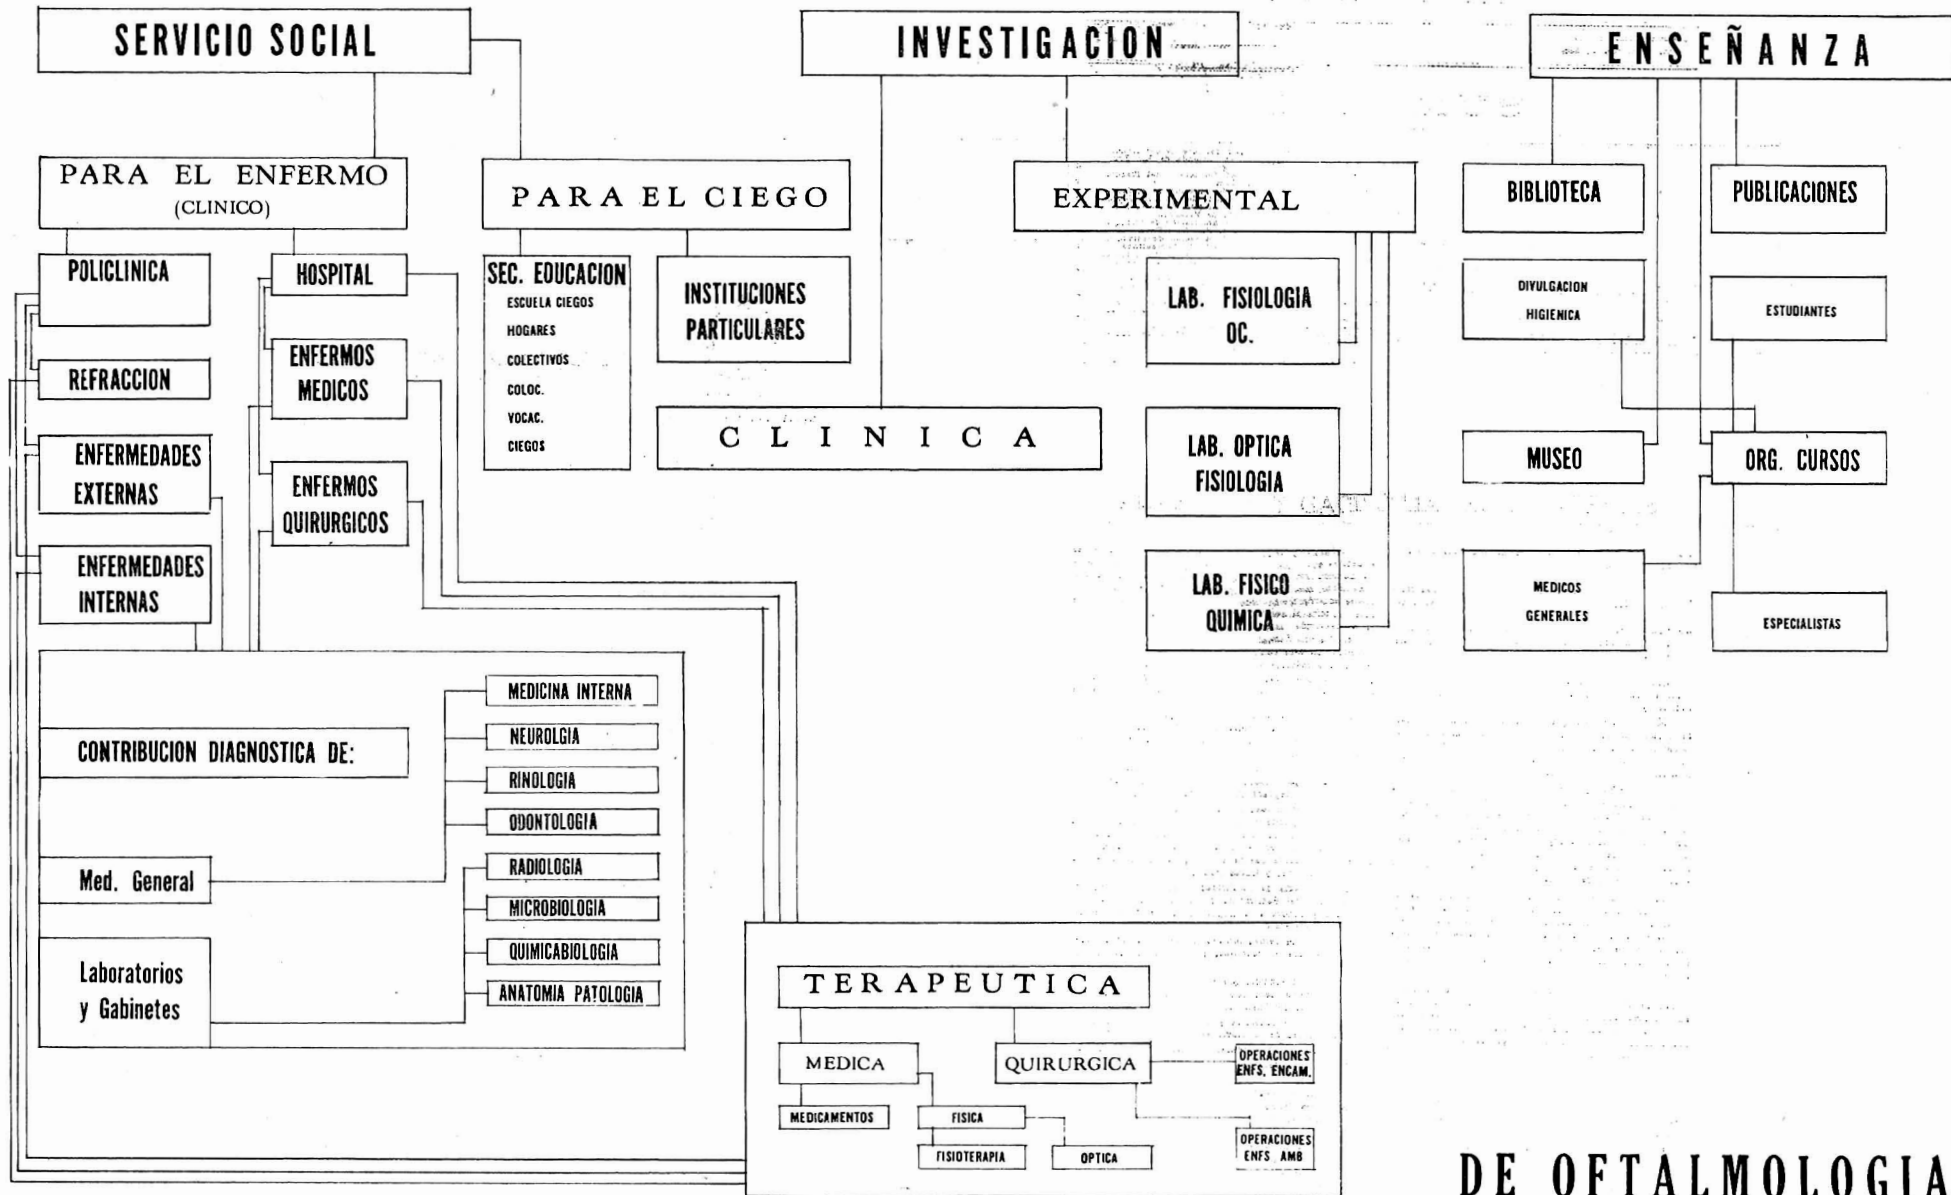 SERVICIO SOCIAL
INVESTIGACION
ENSEÑANZA
PARA EL ENFERMO
(CLINICO)
PARA EL CIEGO
EXPERIMENTAL
BIBLIOTECA
PUBLICACIONES
POLICLINICA
HOSPITAL
SEC. EDUCACION
ESCUELA CIEGOS
HOGARES
COLECTIVOS
COLOC.
VOCAC.
CIEGOS
INSTITUCIONES
PARTICULARES
LAB. FISIOLOGIA
OC.
DIVULGACION
HIGIENICA
ESTUDIANTES
REFRACCION
ENFERMOS
MEDICOS
CLINICA
LAB. OPTICA
FISIOLOGIA
MUSEO
ORG. CURSOS
ENFERMEDADES
EXTERNAS
ENFERMOS
QUIRURGICOS
ENFERMEDADES
INTERNAS
LAB. FISICO
QUIMICA
MEDICOS
GENERALES
ESPECIALISTAS
CONTRIBUCION DIAGNOSTICA DE:
MEDICINA INTERNA
NEUROLGIA
RINOLOGIA
ODONTOLOGIA
Med. General
RADIOLOGIA
MICROBIOLOGIA
QUIMICABIOLOGIA
ANATOMIA PATOLOGIA
Laboratorios
y Gabinetes
TERAPEUTICA
MEDICA
QUIRURGICA
OPERACIONES
ENFS. ENCAM.
MEDICAMENTOS
FISICA
FISIOTERAPIA
OPTICA
OPERACIONES
ENFS AMB
DE OFTALMOLOGIA